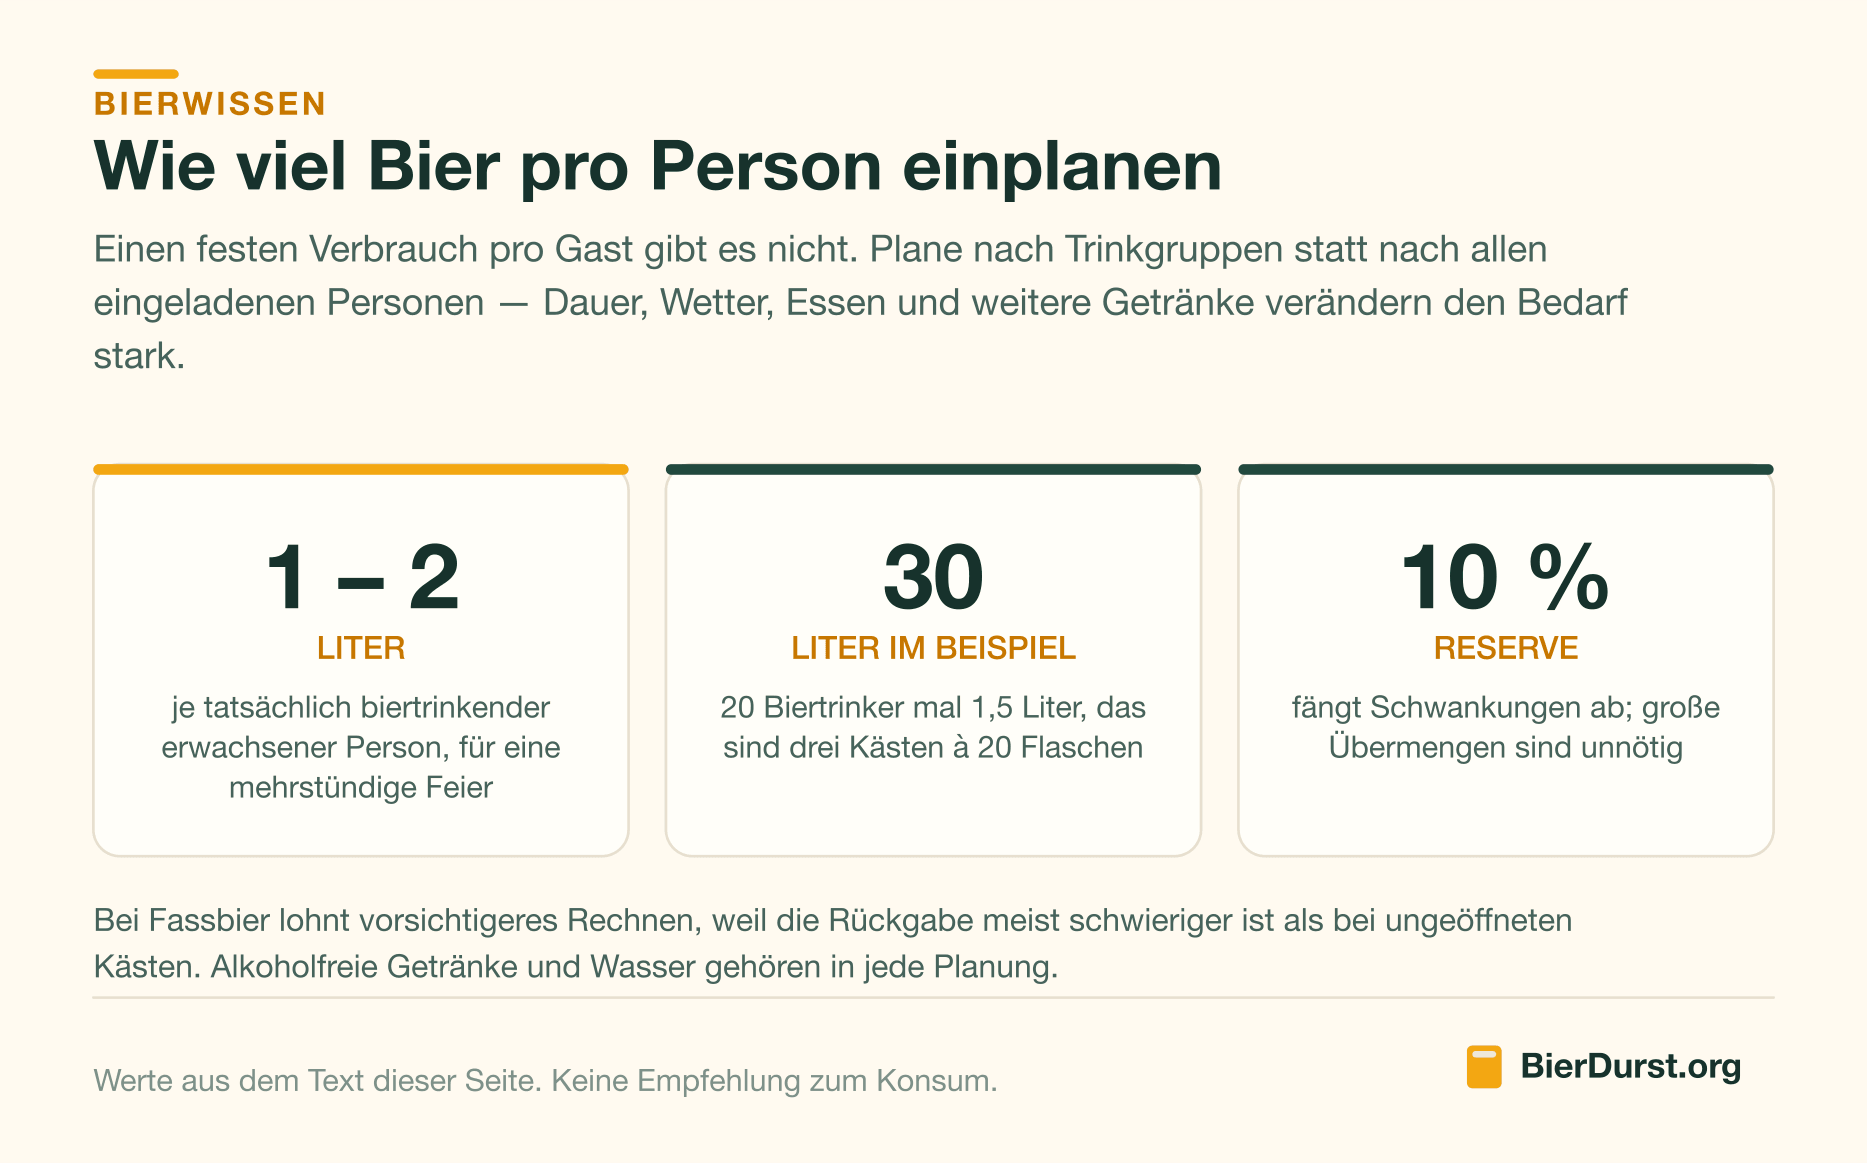 BIERWISSEN
Wie viel Bier pro Person einplanen
Einen festen Verbrauch pro Gast gibt es nicht. Plane nach Trinkgruppen statt nach allen
eingeladenen Personen — Dauer, Wetter, Essen und weitere Getränke verändern den Bedarf
stark.
1 – 2
LITER
je tatsächlich biertrinkender
erwachsener Person, für eine
mehrstündige Feier
30
LITER IM BEISPIEL
20 Biertrinker mal 1,5 Liter, das
sind drei Kästen à 20 Flaschen
10 %
RESERVE
fängt Schwankungen ab; große
Übermengen sind unnötig
Bei Fassbier lohnt vorsichtigeres Rechnen, weil die Rückgabe meist schwieriger ist als bei ungeöffneten
Kästen. Alkoholfreie Getränke und Wasser gehören in jede Planung.
Werte aus dem Text dieser Seite. Keine Empfehlung zum Konsum.
BierDurst.org